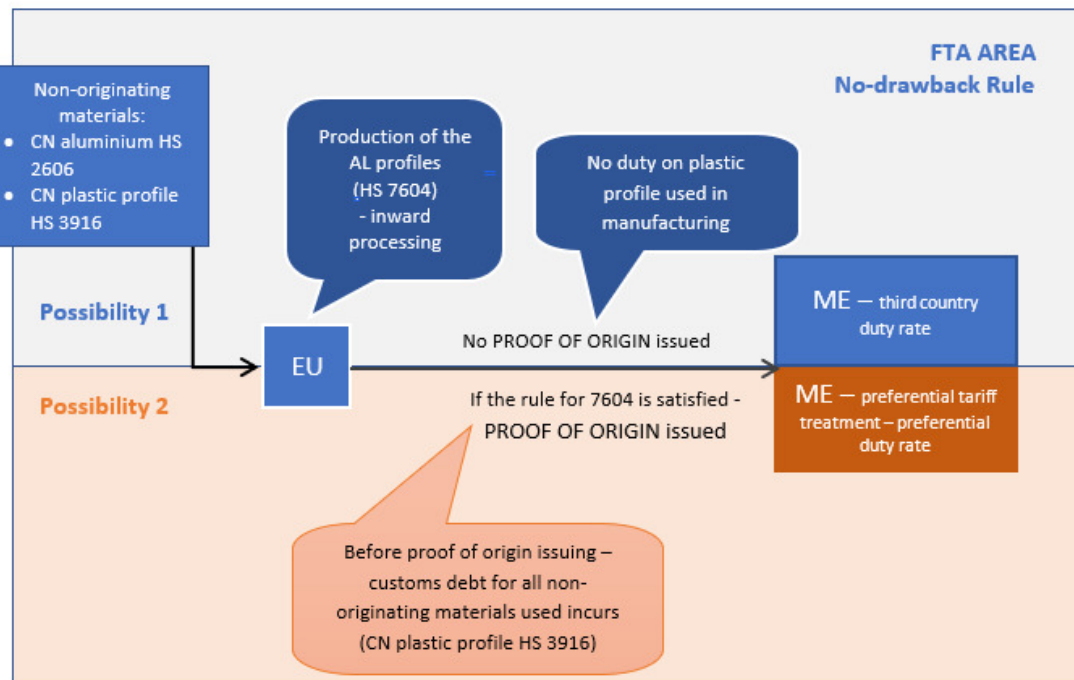 FTA AREA
No-drawback Rule
Non-originating
materials:
● CN aluminium HS
2606
● CN plastic profile
HS 3916
Production of the
AL profiles
(HS 7604)
- inward
processing
No duty on plastic
profile used in
manufacturing
Possibility 1
EU
No PROOF OF ORIGIN issued
ME – third country
duty rate
Possibility 2
If the rule for 7604 is satisfied -
PROOF OF ORIGIN issued
ME – preferential tariff
treatment – preferential
duty rate
Before proof of origin issuing –
customs debt for all non-
originating materials used incurs
(CN plastic profile HS 3916)